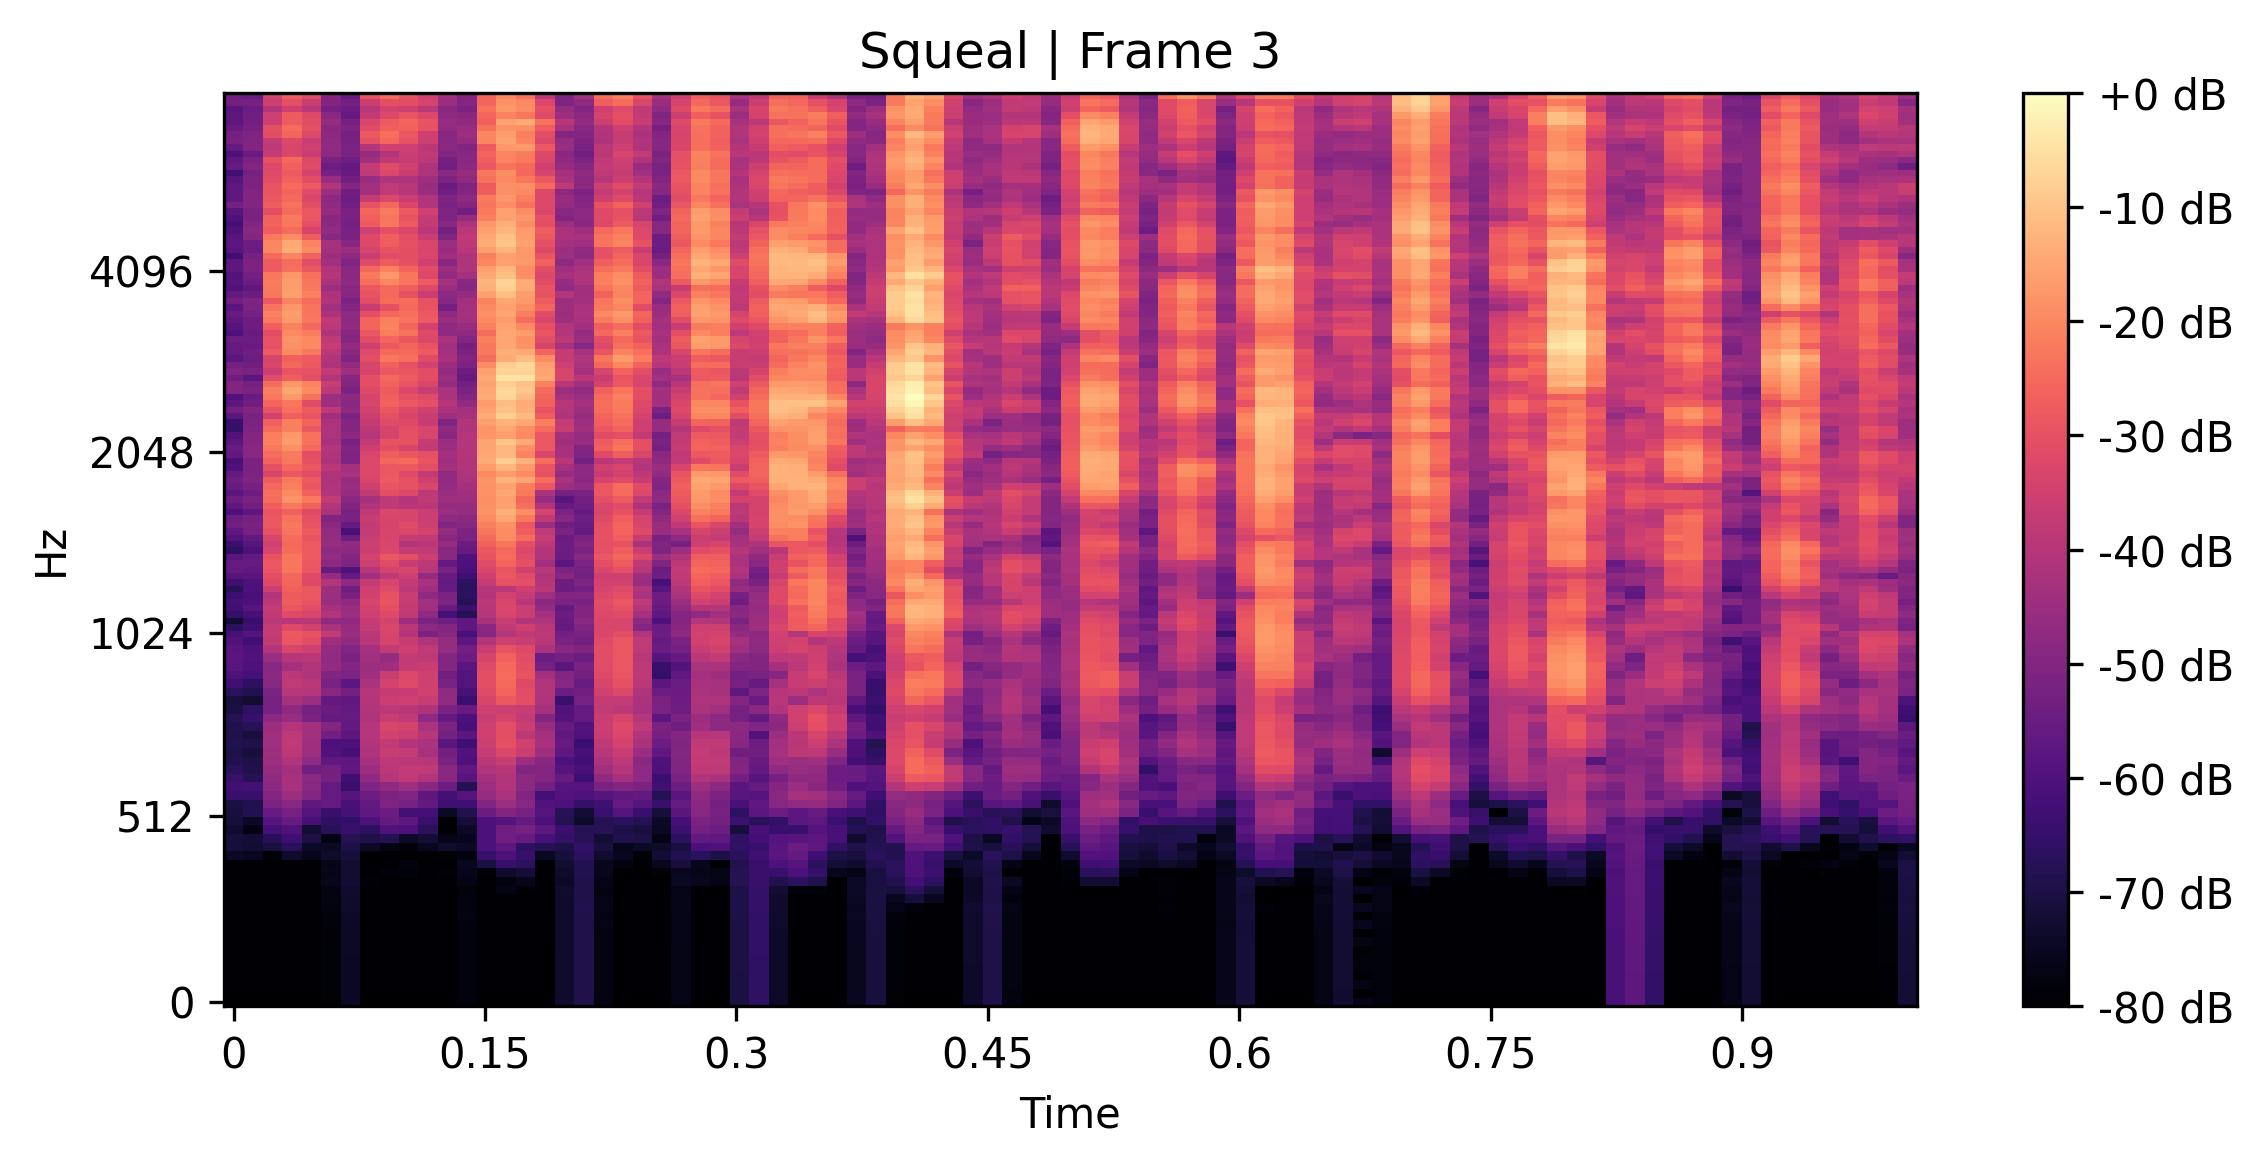 Squeal | Frame 3
+0 dB
-10 dB
4096
-20 dB
-30 dB
2048
-40 dB
Hz
1024
-50 dB
-60 dB
512
-70 dB
0
-80 dB
0 0.15 0.3 0.45 0.6 0.75 0.9
Time